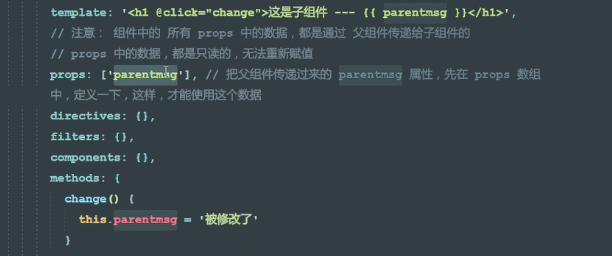 template: '<h1 @click="change">这是子组件 --- {{ parentmsg }}</h1>',
// 注意： 组件中的 所有 props 中的数据，都是通过 父组件传递给子组件的
// props 中的数据，都是只读的，无法重新赋值
props: ['parentmsg'], // 把父组件传递过来的 parentmsg 属性，先在 props 数组
中，定义一下，这样，才能使用这个数据
directives: {},
filters: {},
components: {},
methods: {
change() {
this.parentmsg = '被修改了'
}